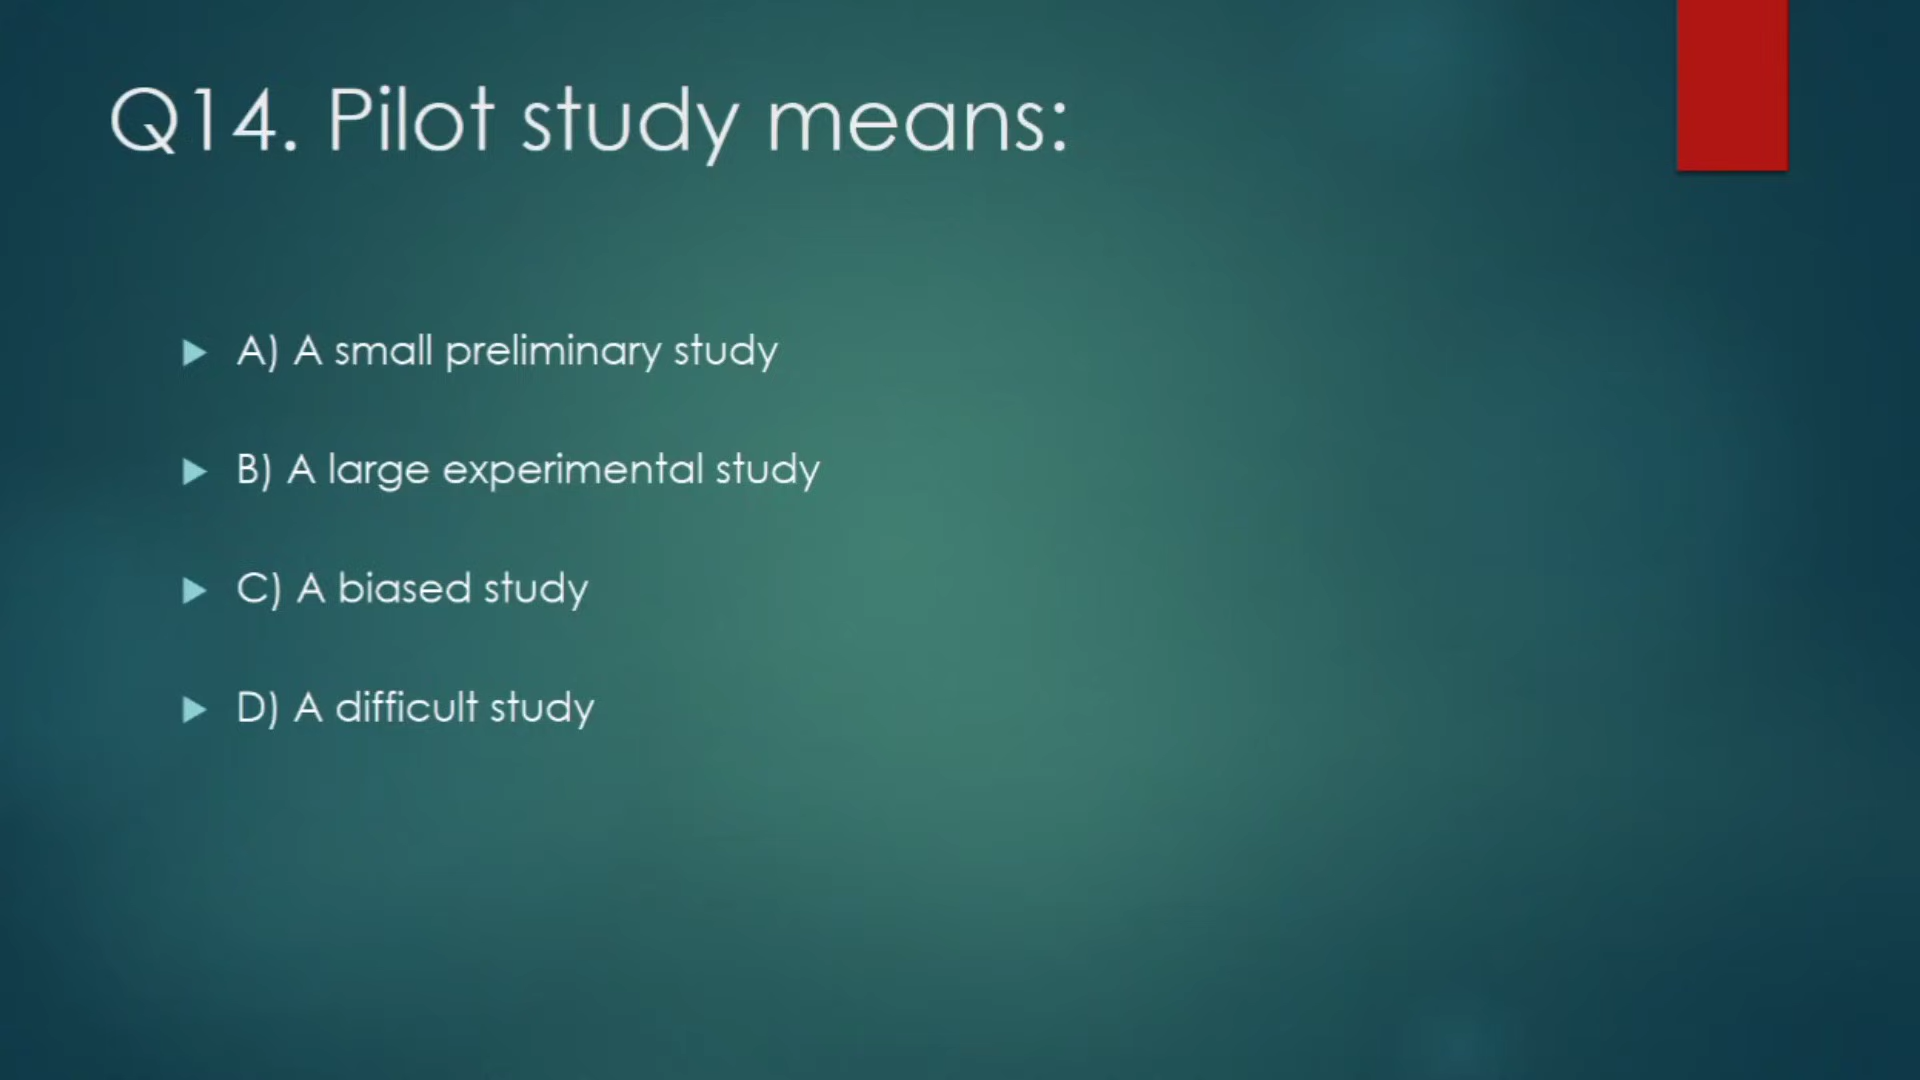 Q14. Pilot study means:
A) A small preliminary study
B) A large experimental study
C) A biased study
D) A difficult study